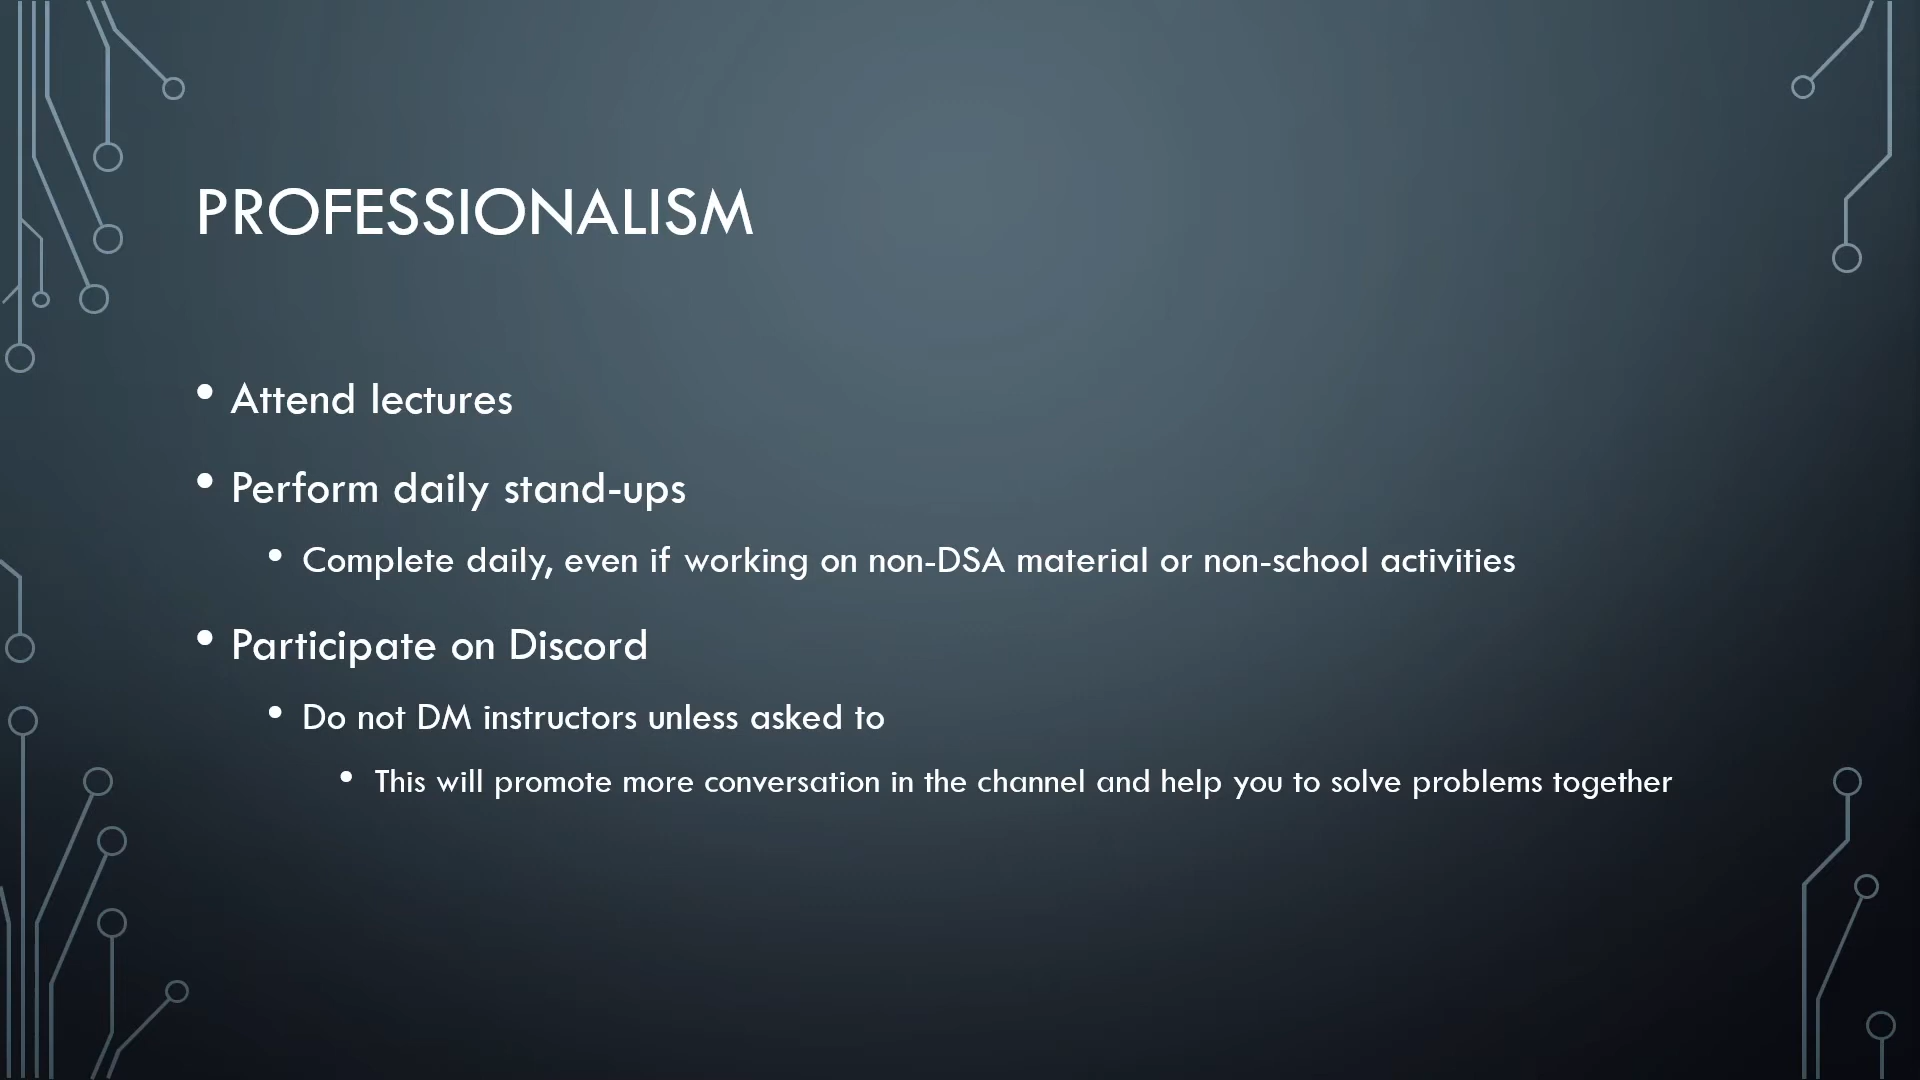 PROFESSIONALISM
• Attend lectures
• Perform daily stand-ups
• Complete daily, even if working on non-DSA material or non-school activities
• Participate on Discord
• Do not DM instructors unless asked to
• This will promote more conversation in the channel and help you to solve problems together